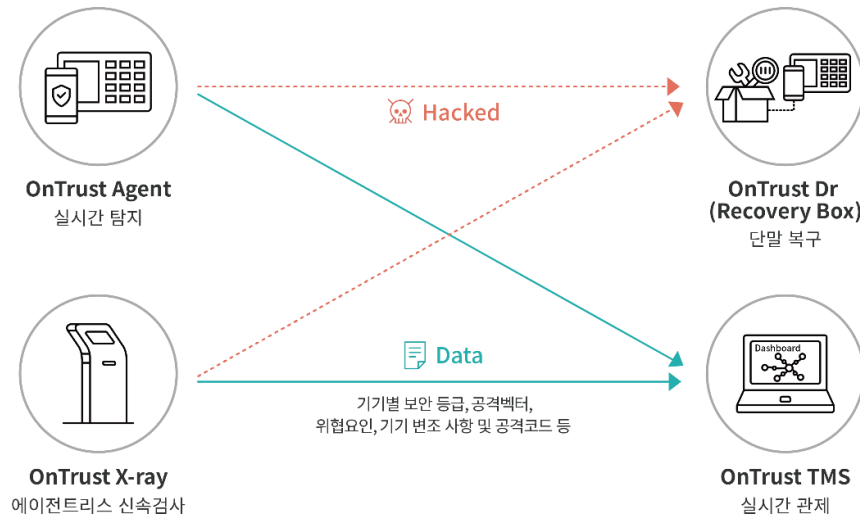 Hacked
OnTrust Agent
실시간 탐지
OnTrust Dr
(Recovery Box)
단말 복구
Data
기기별 보안 등급, 공격벡터,
위협요인, 기기 변조 사항 및 공격코드 등
Dashboard
OnTrust X-ray
에이전트리스 신속검사
OnTrust TMS
실시간 관제